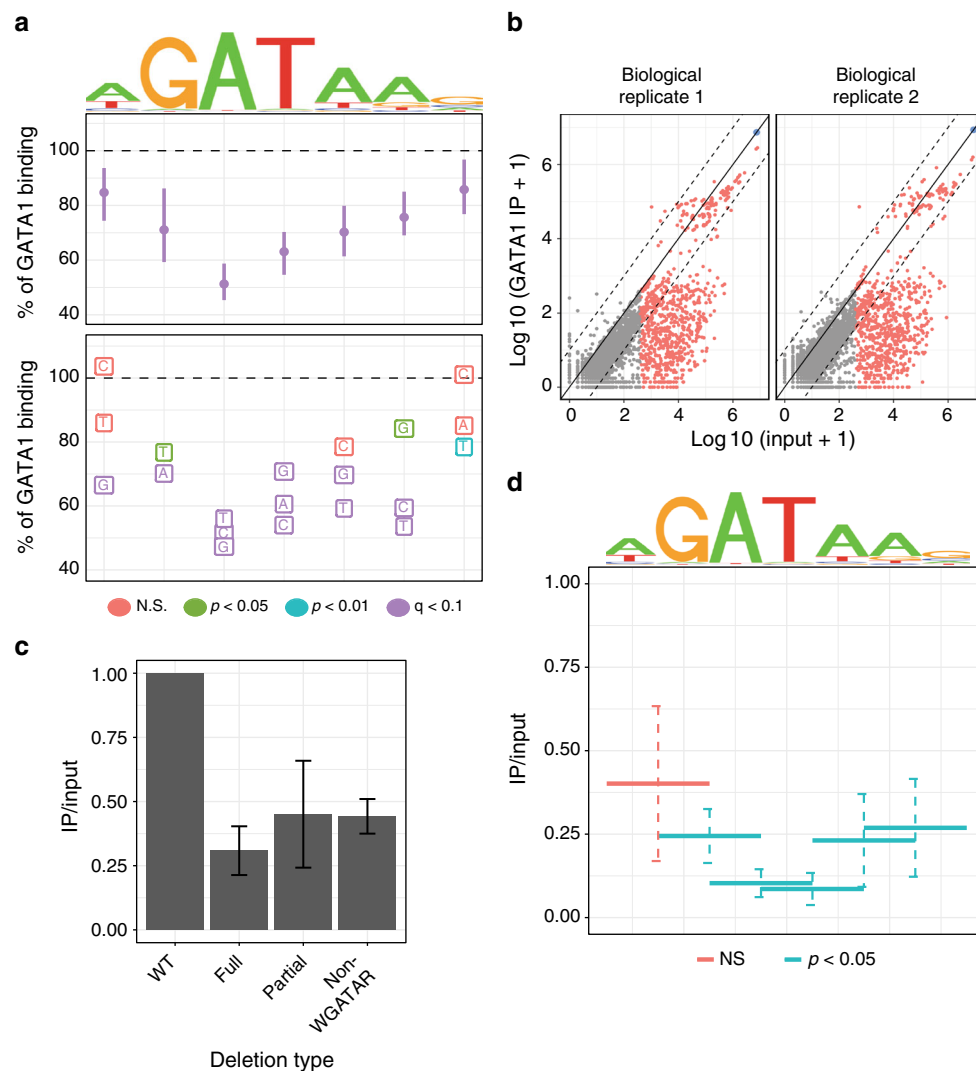 a
AGATAAG
% of GATA1 binding
100
80
60
40
% of GATA1 binding
100
80
60
40
C
T
G
T
A
T
C
G
G
A
C
C
G
T
G
C
T
C
A
T
N.S.
p < 0.05
p < 0.01
q < 0.1
b
Biological replicate 1
Biological replicate 2
Log10 (GATA1 IP + 1)
6
4
2
0
0 2 4 6
0 2 4 6
Log10 (input + 1)
c
IP/input
1.00
0.75
0.50
0.25
0.00
WT
Full
Partial
Non-
WGATAR
Deletion type
d
AGATAAG
IP/input
1.00
0.75
0.50
0.25
0.00
NS
p < 0.05